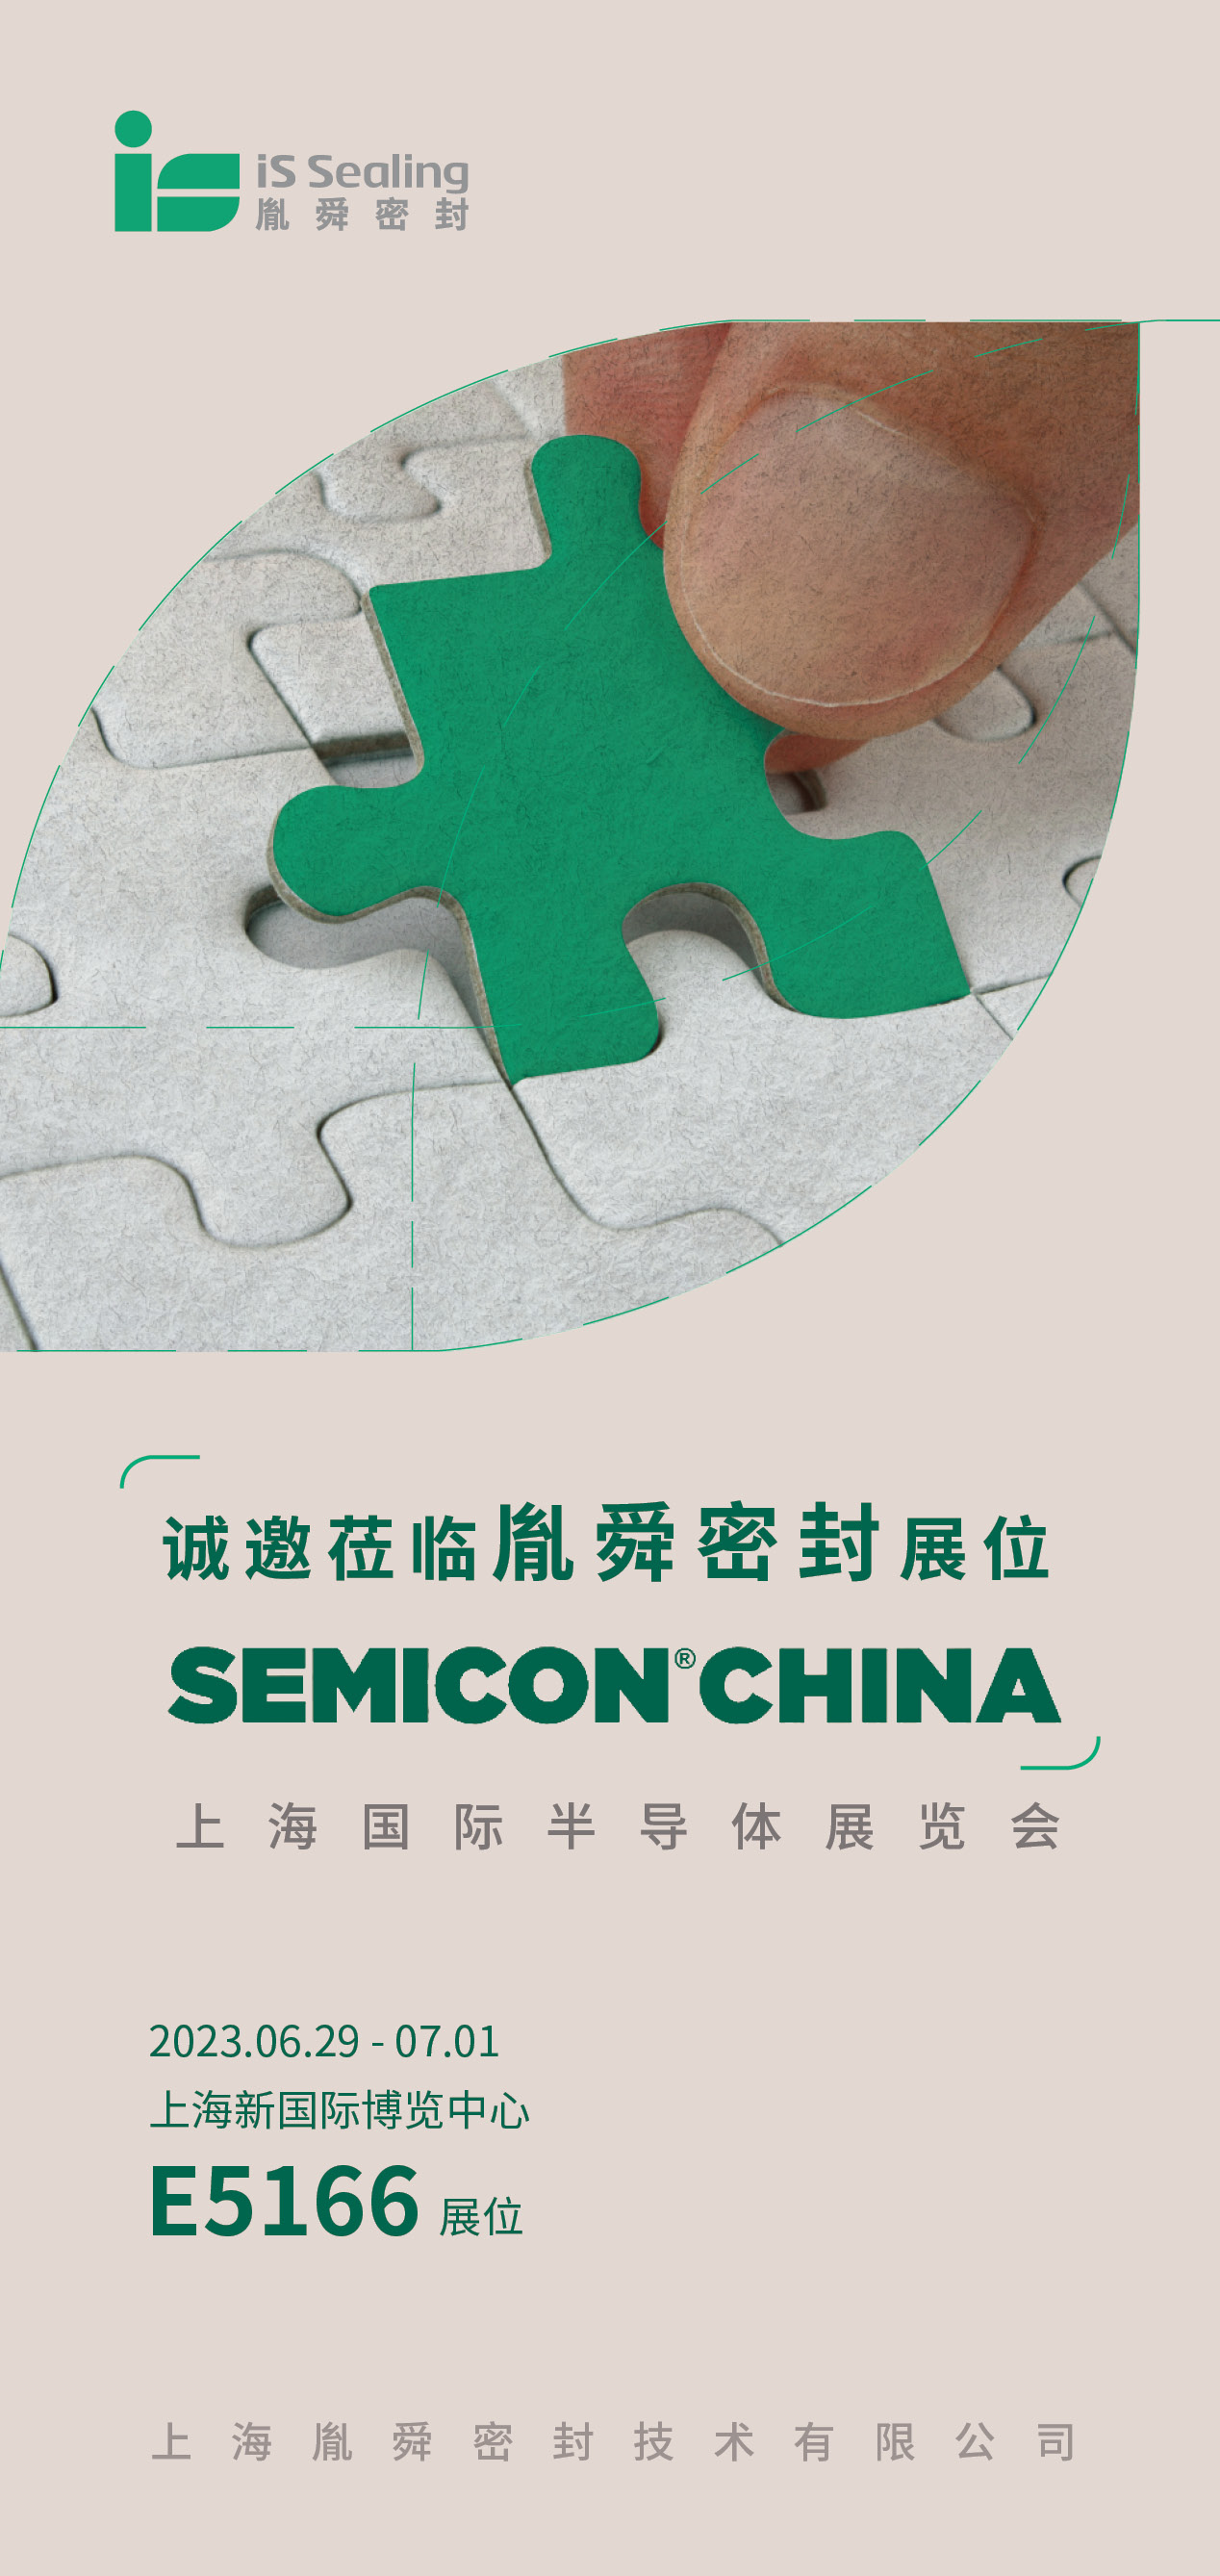 iS Sealing
胤舜密封
诚邀莅临胤舜密封展位
SEMICON®CHINA
上海国际半导体展览会
2023.06.29 - 07.01
上海新国际博览中心
E5166 展位
上海胤舜密封技术有限公司